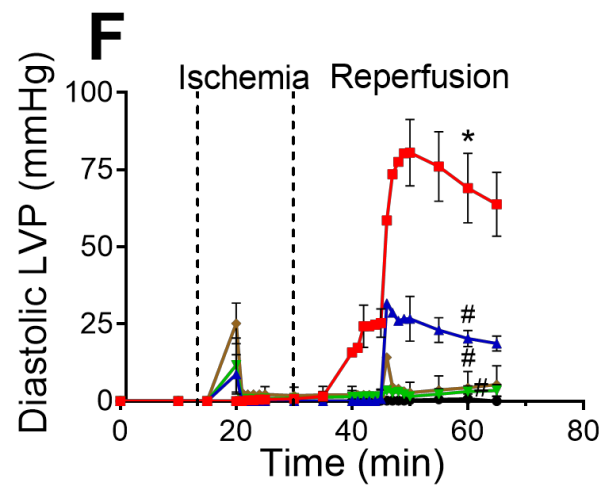 F
Ischemia Reperfusion
Diastolic LVP (mmHg)
100
75
50
25
0
*
#
#
#
0 20 40 60 80
Time (min)